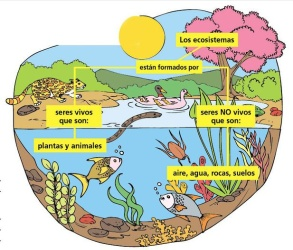 Los ecosistemas
están formados por
seres vivos
que son:
seres NO vivos
que son:
plantas y animales
aire, agua, rocas, suelos